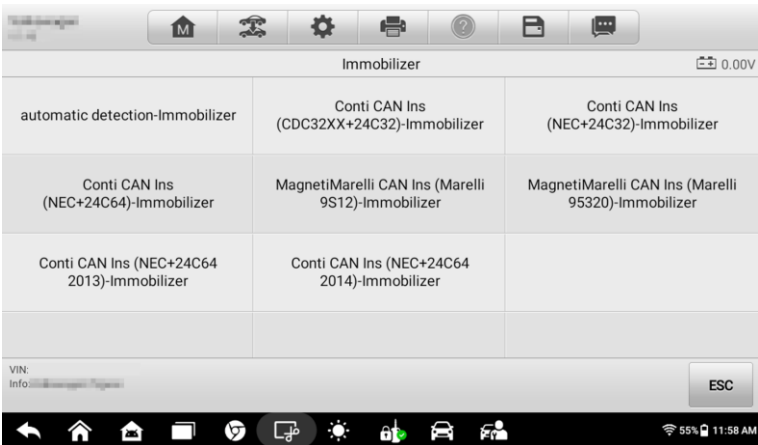 M
?
Immobilizer
0.00V
automatic detection-Immobilizer
Conti CAN Ins
(CDC32XX+24C32)-Immobilizer
Conti CAN Ins
(NEC+24C32)-Immobilizer
Conti CAN Ins
(NEC+24C64)-Immobilizer
MagnetiMarelli CAN Ins (Marelli
9S12)-Immobilizer
MagnetiMarelli CAN Ins (Marelli
95320)-Immobilizer
Conti CAN Ins (NEC+24C64
2013)-Immobilizer
Conti CAN Ins (NEC+24C64
2014)-Immobilizer
VIN:
Info:
ESC
55% 11:58 AM